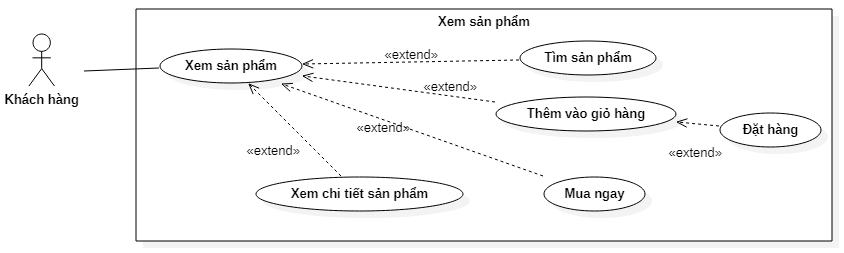 Xem sản phẩm
Xem sản phẩm
«extend»
Tìm sản phẩm
Khách hàng
«extend»
Thêm vào giỏ hàng
«extend»
Đặt hàng
«extend»
«extend»
Xem chi tiết sản phẩm
Mua ngay